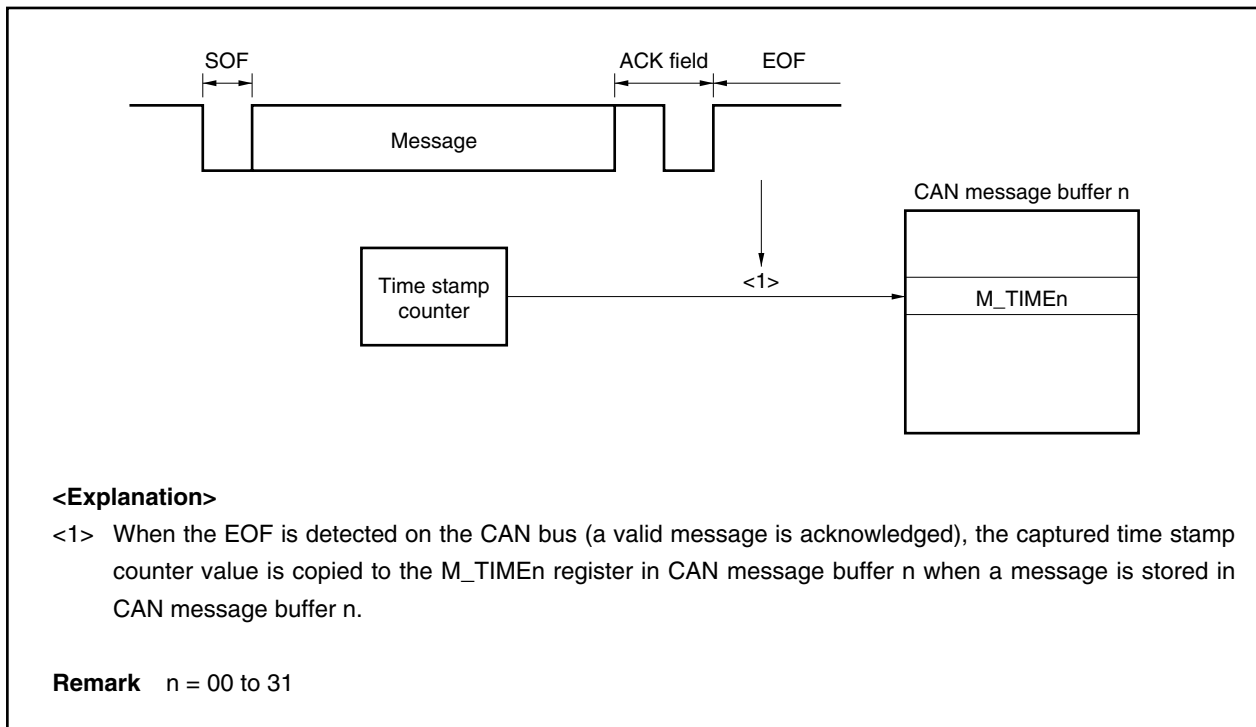 SOF
ACK field
EOF
Message
CAN message buffer n
Time stamp
counter
<1>
M_TIMEn
<Explanation>
<1> When the EOF is detected on the CAN bus (a valid message is acknowledged), the captured time stamp
counter value is copied to the M_TIMEn register in CAN message buffer n when a message is stored in
CAN message buffer n.
Remark n = 00 to 31